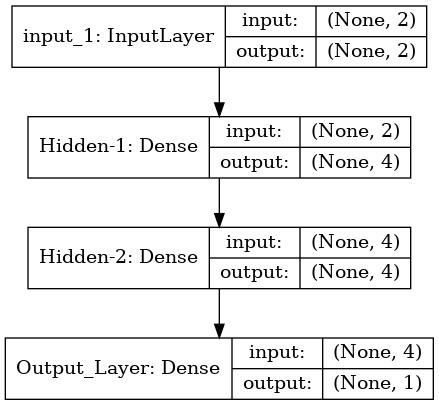 input_1: InputLayer
input: (None, 2)
output: (None, 2)
Hidden-1: Dense
input: (None, 2)
output: (None, 4)
Hidden-2: Dense
input: (None, 4)
output: (None, 4)
Output_Layer: Dense
input: (None, 4)
output: (None, 1)